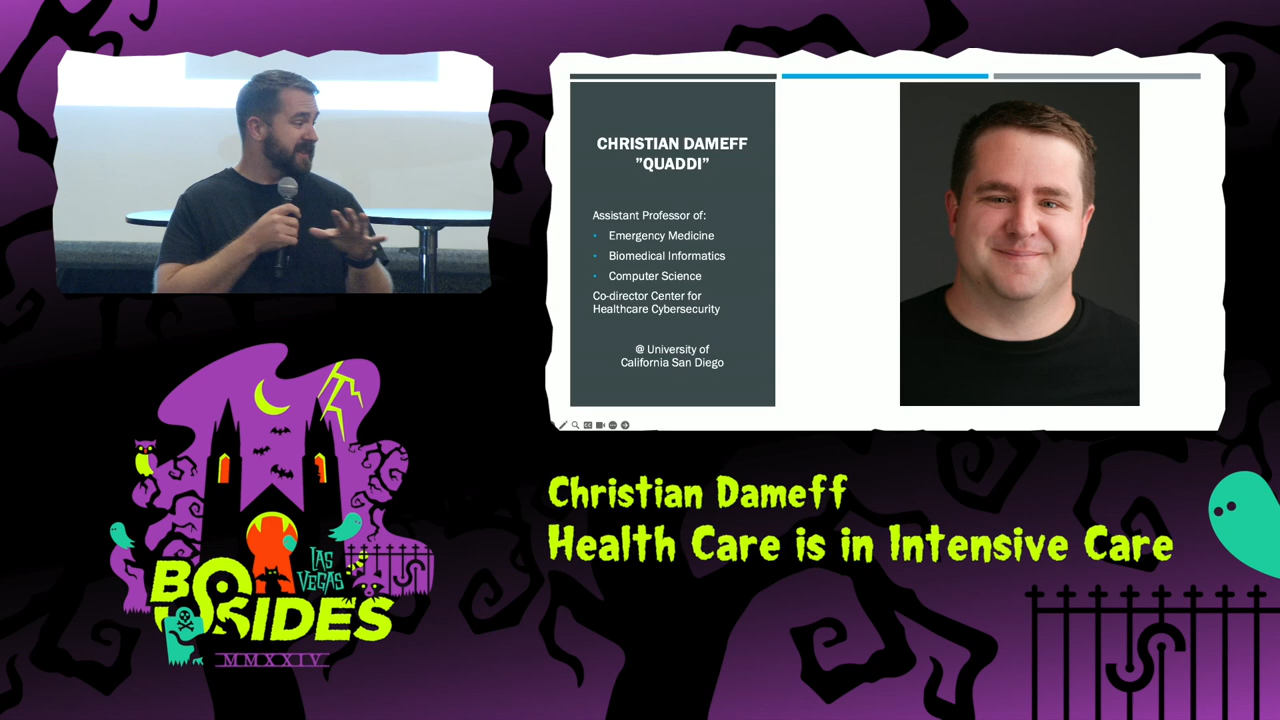 CHRISTIAN DAMEFF
"QUADDI"
Assistant Professor of:
• Emergency Medicine
• Biomedical Informatics
• Computer Science
Co-director Center for
Healthcare Cybersecurity
@ University of
California San Diego
Christian Dameff
Health Care is in Intensive Care
LAS
VEGAS
BSIDES
MMXXIV